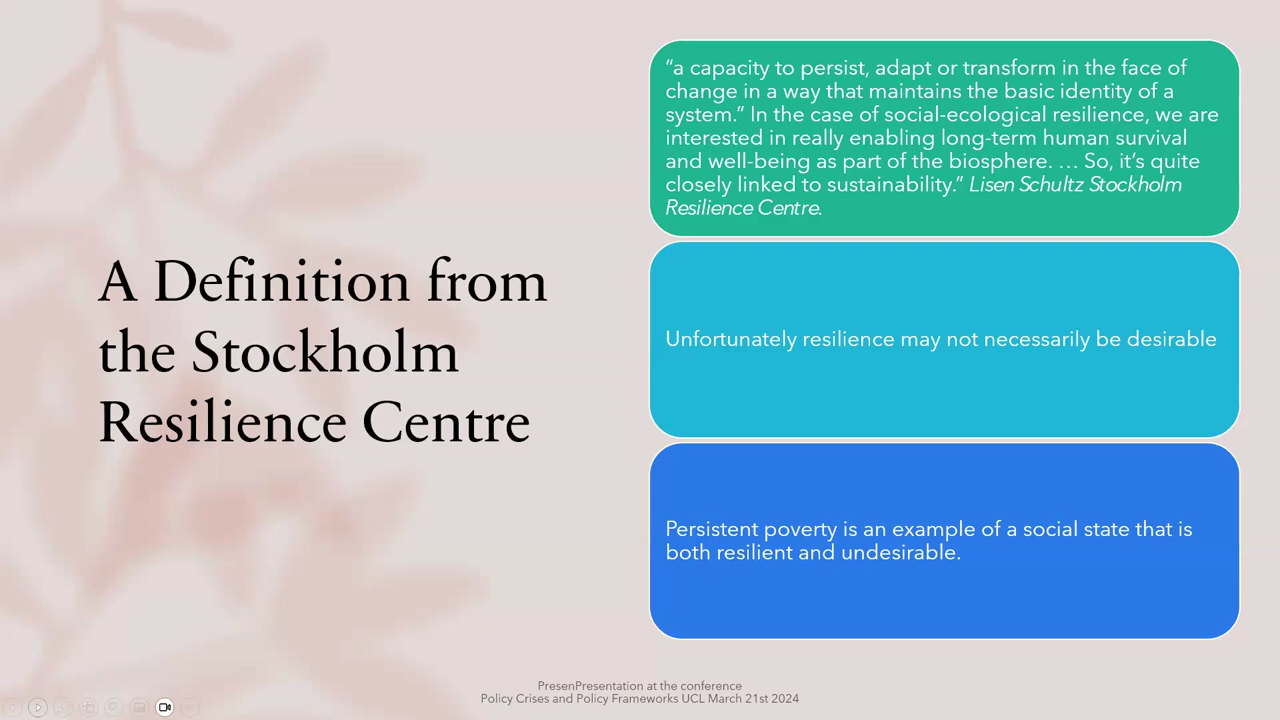 A Definition from
the Stockholm
Resilience Centre
“a capacity to persist, adapt or transform in the face of
change in a way that maintains the basic identity of a
system.” In the case of social-ecological resilience, we are
interested in really enabling long-term human survival
and well-being as part of the biosphere. … So, it’s quite
closely linked to sustainability.” Lisen Schultz Stockholm
Resilience Centre.
Unfortunately resilience may not necessarily be desirable
Persistent poverty is an example of a social state that is
both resilient and undesirable.
PresenPresentation at the conference
Policy Crises and Policy Frameworks UCL March 21st 2024